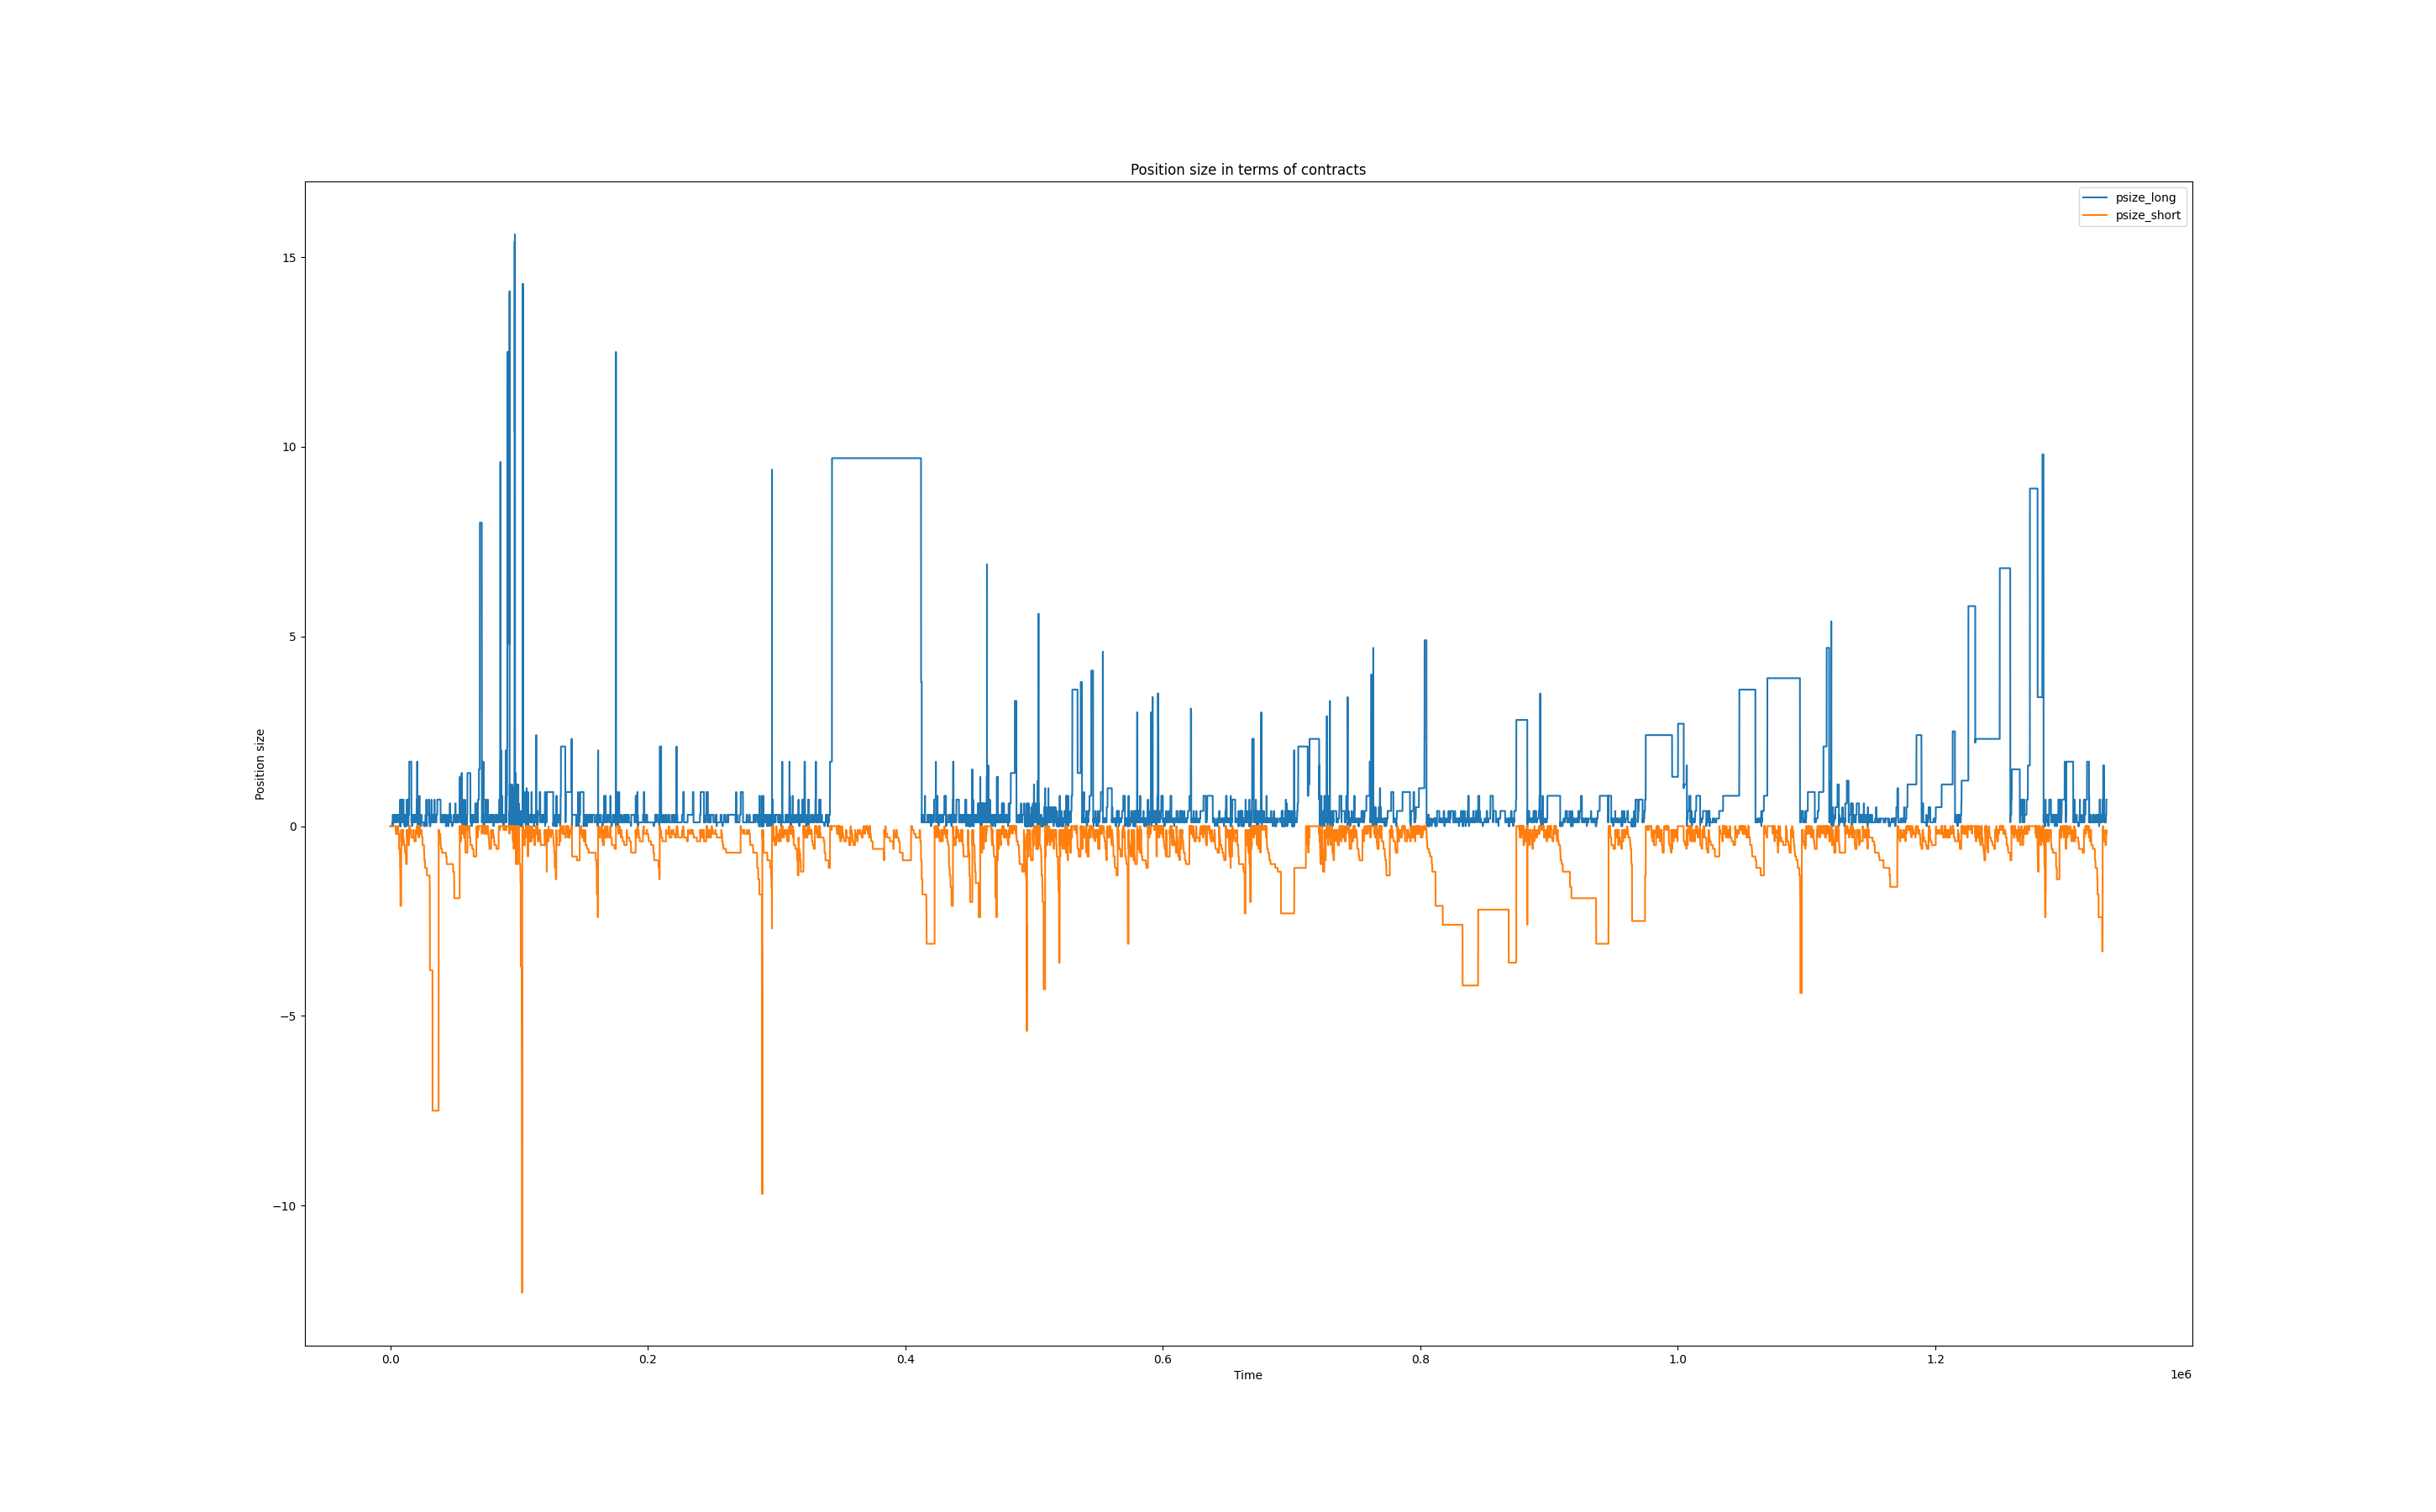 Position size in terms of contracts
psize_long
psize_short
Position size
15
10
5
0
−5
−10
0.0 0.2 0.4 0.6 0.8 1.0 1.2
Time
1e6